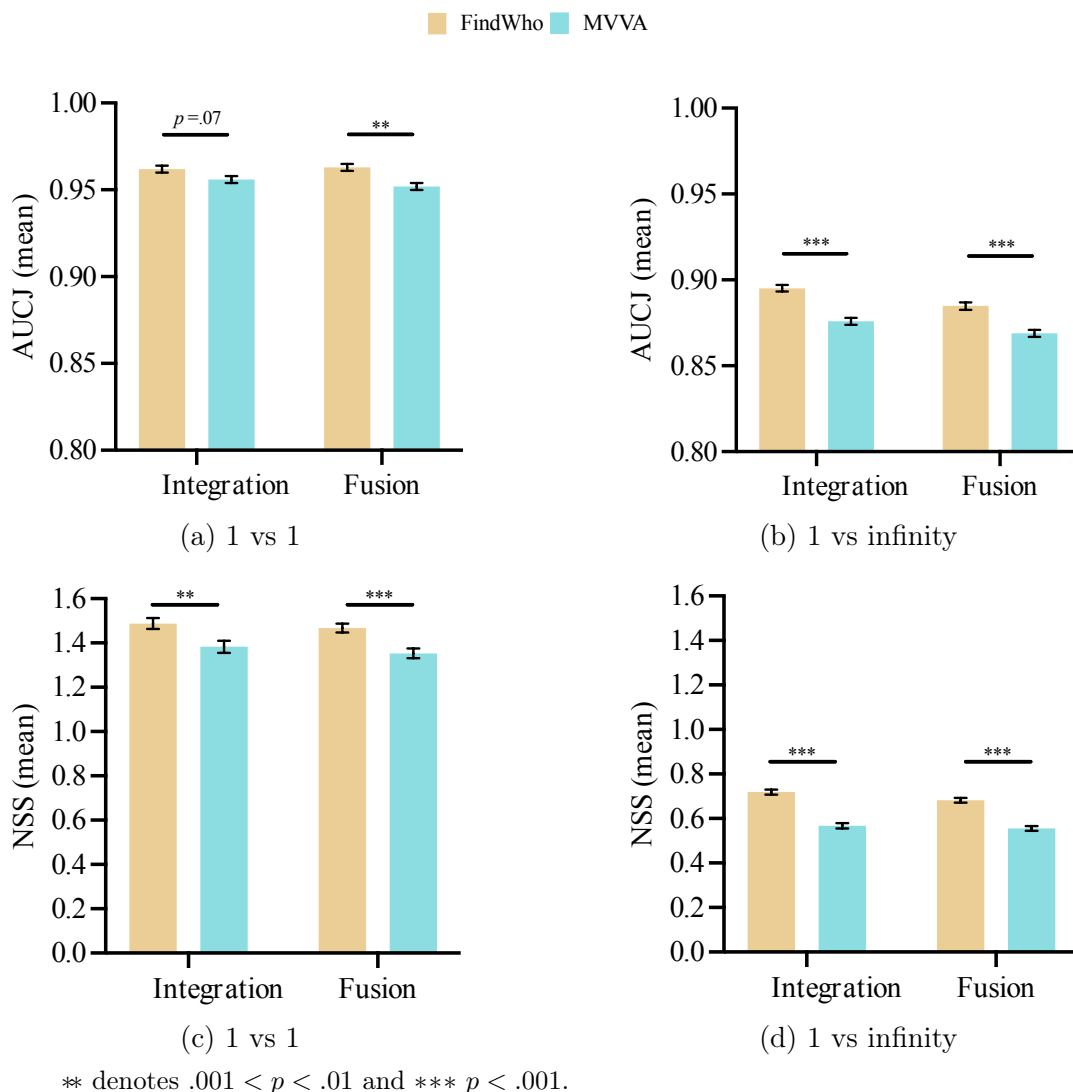 FindWho MVVA
1.00
0.95
0.90
0.85
0.80
AUCJ (mean)
p =.07
**
Integration Fusion
(a) 1 vs 1
1.00
0.95
0.90
0.85
0.80
AUCJ (mean)
***
***
Integration Fusion
(b) 1 vs infinity
1.6
1.4
1.2
1.0
0.8
0.6
0.4
0.2
0.0
NSS (mean)
**
***
Integration Fusion
(c) 1 vs 1
1.6
1.4
1.2
1.0
0.8
0.6
0.4
0.2
0.0
NSS (mean)
***
***
Integration Fusion
(d) 1 vs infinity
** denotes .001 < p < .01 and *** p < .001.